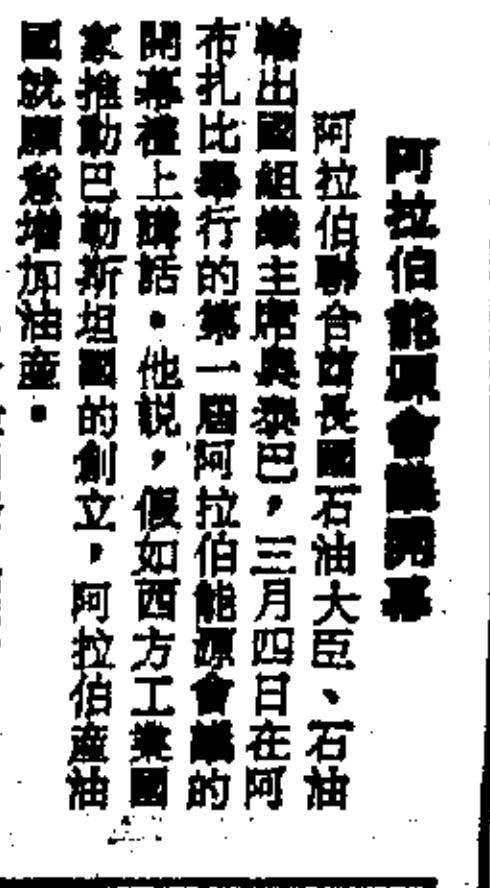 阿拉伯能源會議開幕
阿拉伯聯合酋長國石油大臣、石油
輸出國組織主席奥泰巴，三月四日在阿
布扎比舉行的第一屆阿拉伯能源會議的
開幕禮上講話。他説，假如西方工業國
家推動巴勒斯坦國的創立，阿拉伯產油
國就願意增加油產。